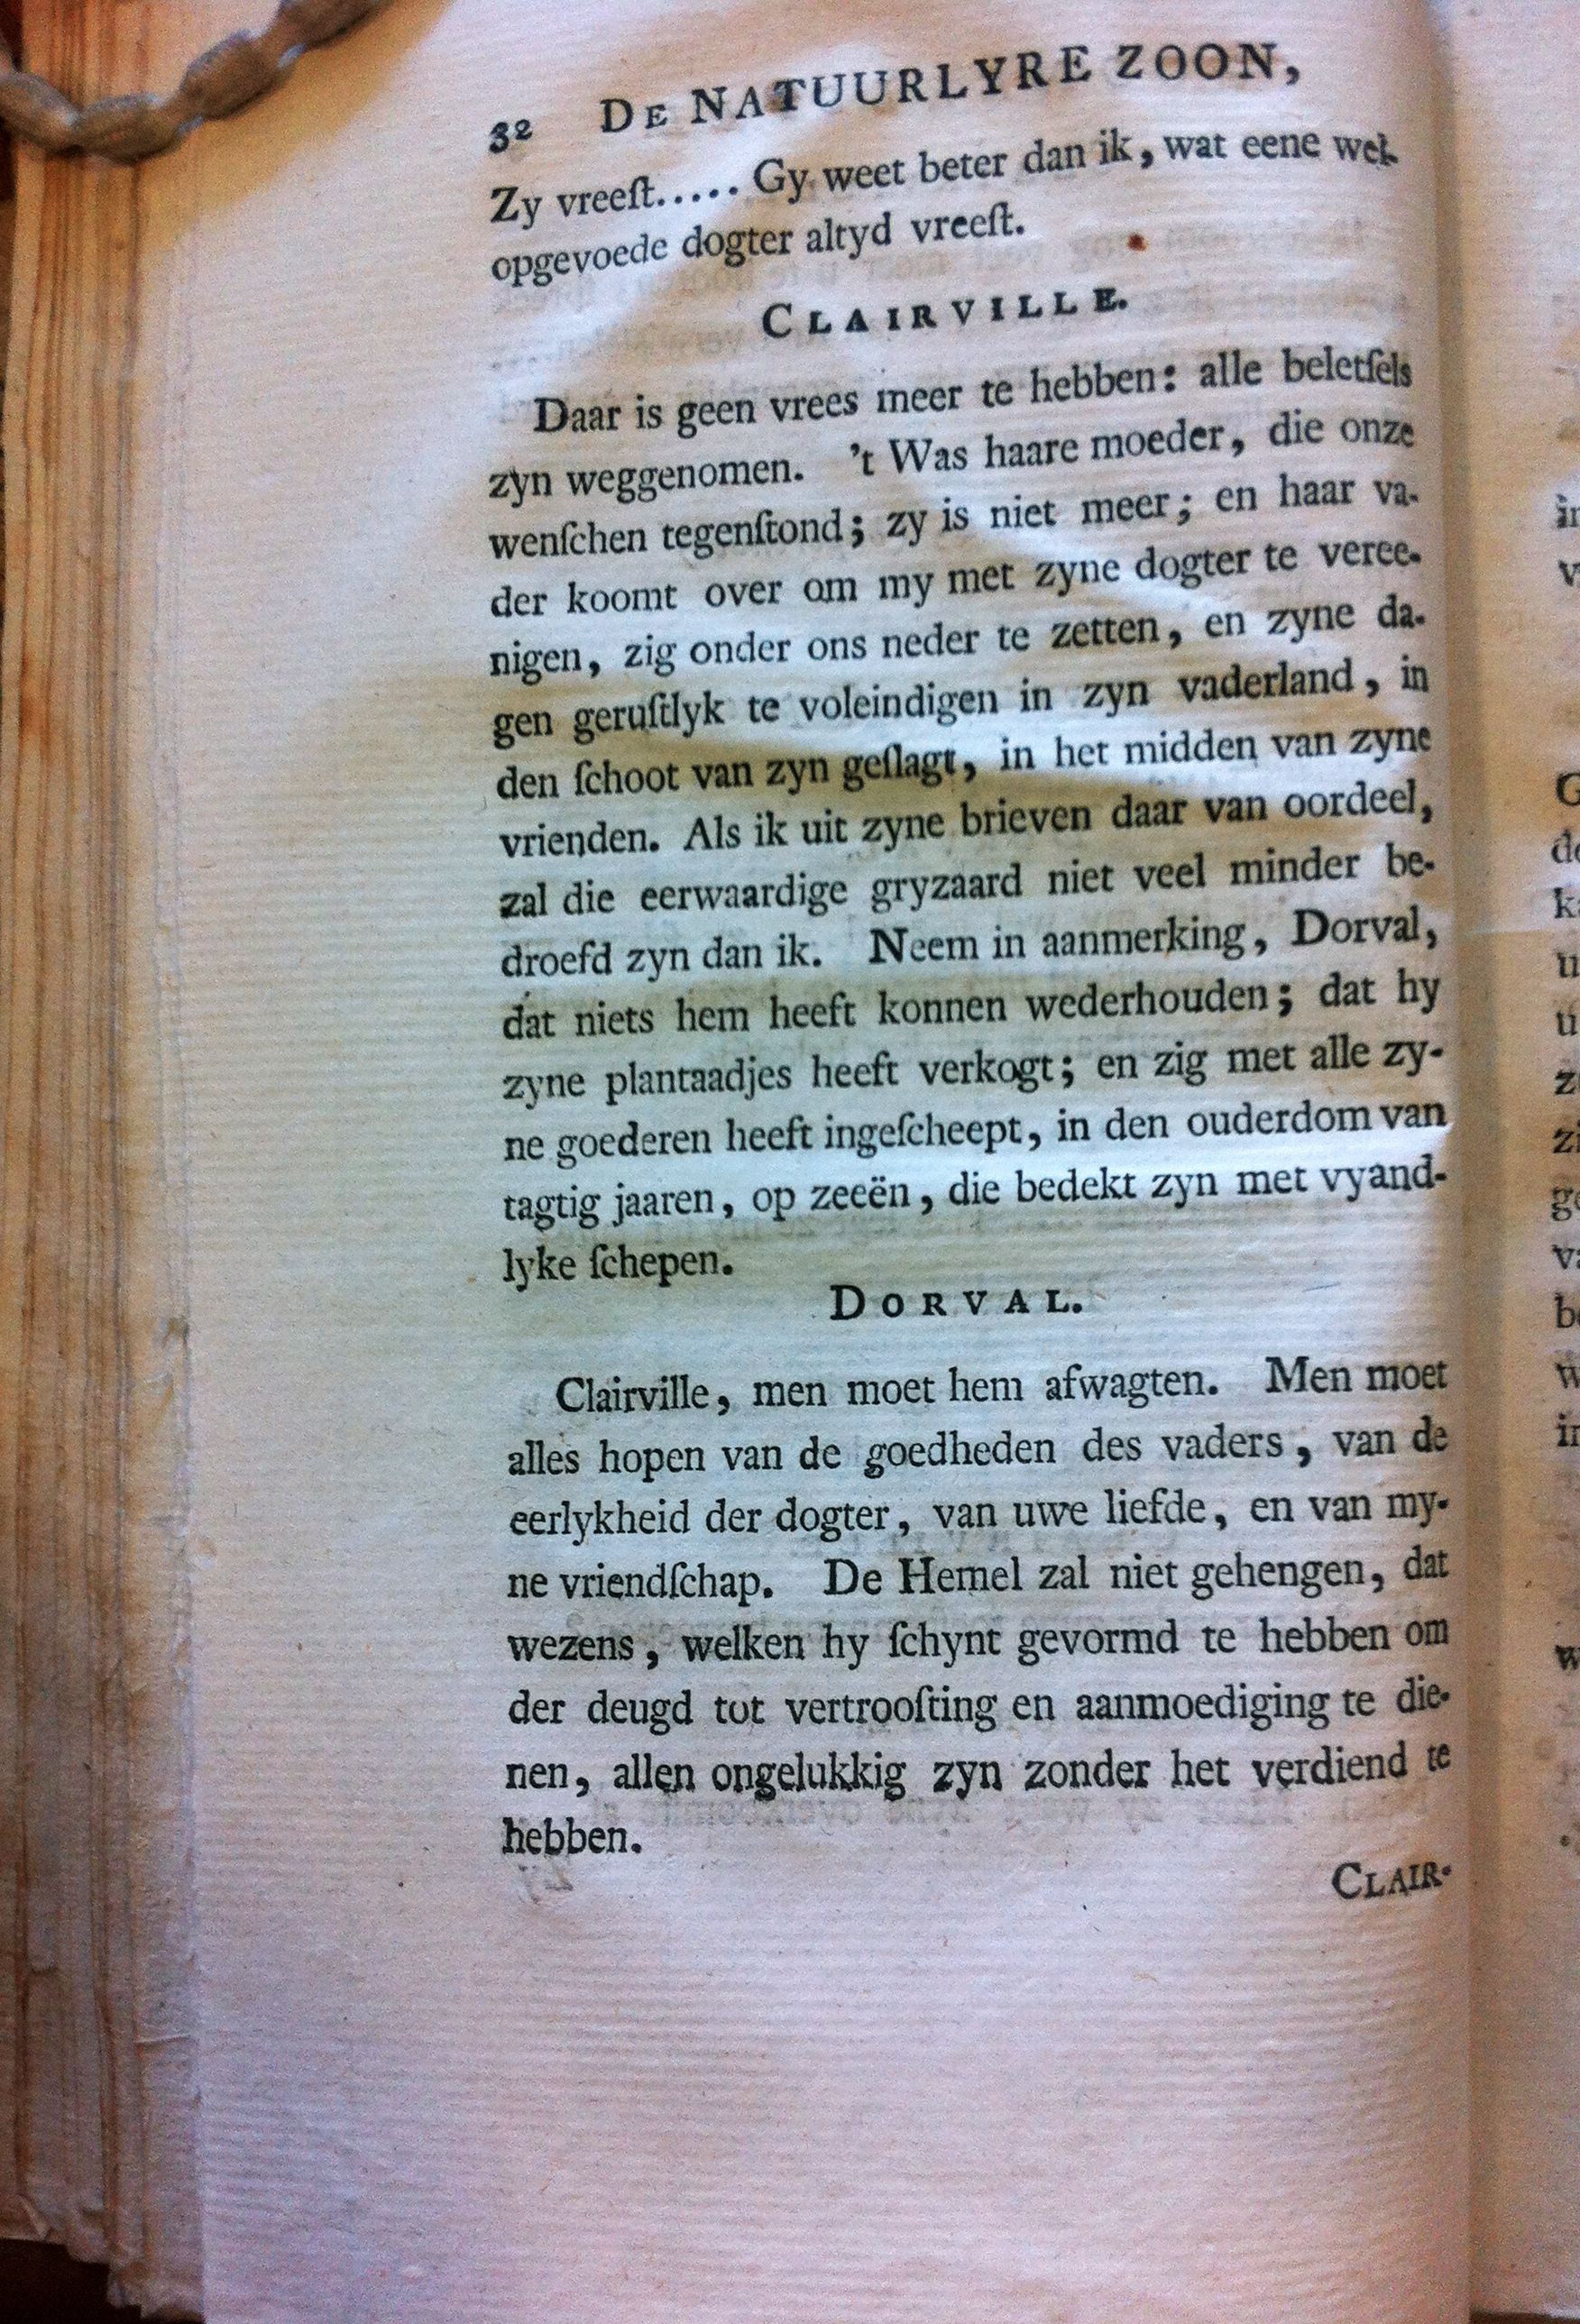 32 DE NATUURLYRE ZOON,
Zy vreeſt..... Gy weet beter dan ik, wat eene wel-
opgevoede dogter altyd vreeſt.
CLAIRVILLE.
Daar is geen vrees meer te hebben: alle beletſels
zyn weggenomen. 't Was haare moeder, die onze
wenſchen tegenſtond; zy is niet meer; en haar va-
der koomt over om my met zyne dogter te veree-
nigen, zig onder ons neder te zetten, en zyne da-
gen geruſtlyk te voleindigen in zyn vaderland, in
den ſchoot van zyn geſlagt, in het midden van zyne
vrienden. Als ik uit zyne brieven daar van oordeel,
zal die eerwaardige gryzaard niet veel minder be-
droefd zyn dan ik. Neem in aanmerking, Dorval,
dat niets hem heeft konnen wederhouden; dat hy
zyne plantaadjes heeft verkogt; en zig met alle zy-
ne goederen heeft ingeſcheept, in den ouderdom van
tagtig jaaren, op zeeën, die bedekt zyn met vyand-
lyke ſchepen.
DORVAL.
Clairville, men moet hem afwagten. Men moet
alles hopen van de goedheden des vaders, van de
eerlykheid der dogter, van uwe liefde, en van my-
ne vriendſchap. De Hemel zal niet gehengen, dat
wezens, welken hy ſchynt gevormd te hebben om
der deugd tot vertrooſting en aanmoediging te die-
nen, allen ongelukkig zyn zonder het verdiend te
hebben.
CLAIR-